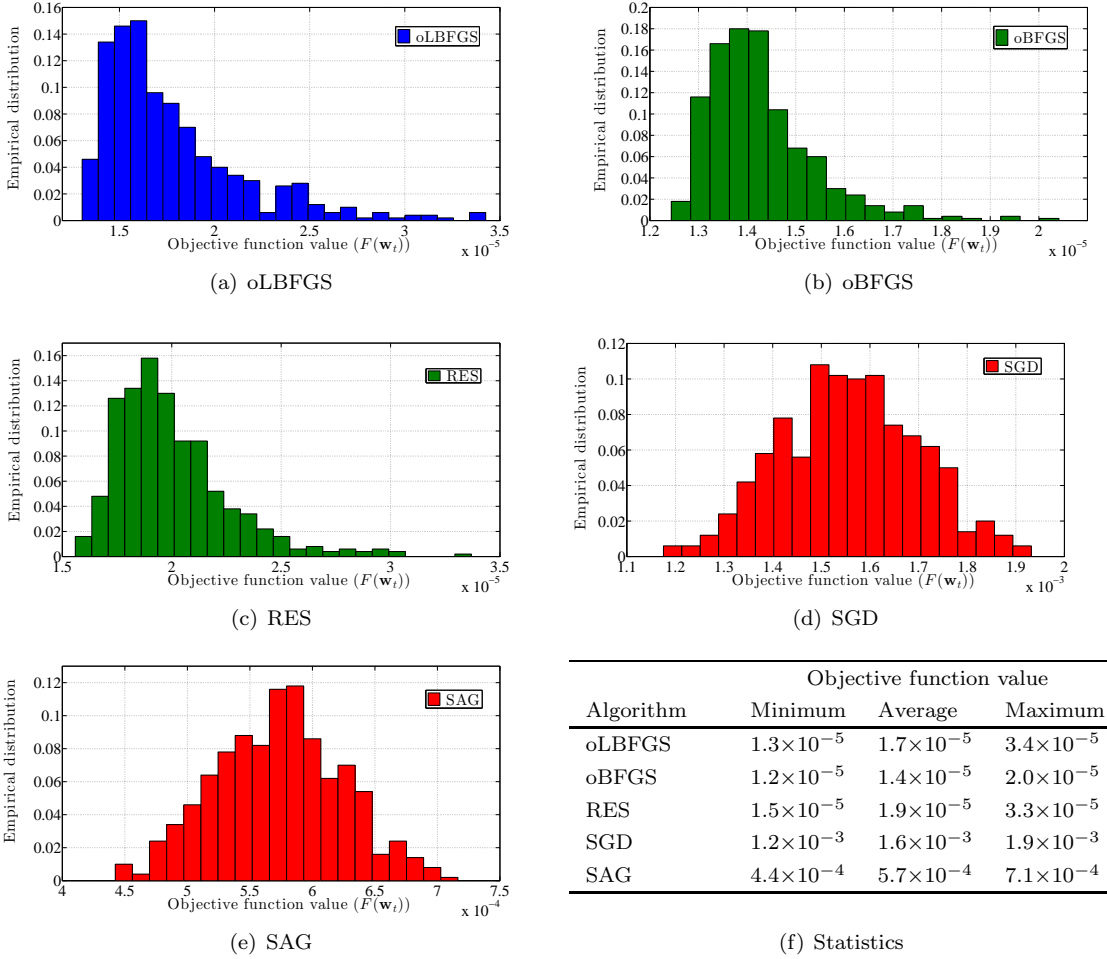 0.16
0.14
0.12
0.1
0.08
0.06
0.04
0.02
0
Empirical distribution
oLBFGS
1.5 2 2.5 3 3.5
Objective function value (F(w_t))
x 10^-5
(a) oLBFGS
0.2
0.18
0.16
0.14
0.12
0.1
0.08
0.06
0.04
0.02
0
Empirical distribution
oBFGS
1.2 1.3 1.4 1.5 1.6 1.7 1.8 1.9 2
Objective function value (F(w_t))
x 10^-5
(b) oBFGS
0.16
0.14
0.12
0.1
0.08
0.06
0.04
0.02
0
Empirical distribution
RES
1.5 2 2.5 3 3.5
Objective function value (F(w_t))
x 10^-5
(c) RES
0.12
0.1
0.08
0.06
0.04
0.02
0
Empirical distribution
SGD
1.1 1.2 1.3 1.4 1.5 1.6 1.7 1.8 1.9 2
Objective function value (F(w_t))
x 10^-3
(d) SGD
0.12
0.1
0.08
0.06
0.04
0.02
0
Empirical distribution
SAG
4 4.5 5 5.5 6 6.5 7 7.5
Objective function value (F(w_t))
x 10^-4
(e) SAG
Objective function value
Algorithm Minimum Average Maximum
oLBFGS 1.3×10^-5 1.7×10^-5 3.4×10^-5
oBFGS 1.2×10^-5 1.4×10^-5 2.0×10^-5
RES 1.5×10^-5 1.9×10^-5 3.3×10^-5
SGD 1.2×10^-3 1.6×10^-3 1.9×10^-3
SAG 4.4×10^-4 5.7×10^-4 7.1×10^-4
(f) Statistics